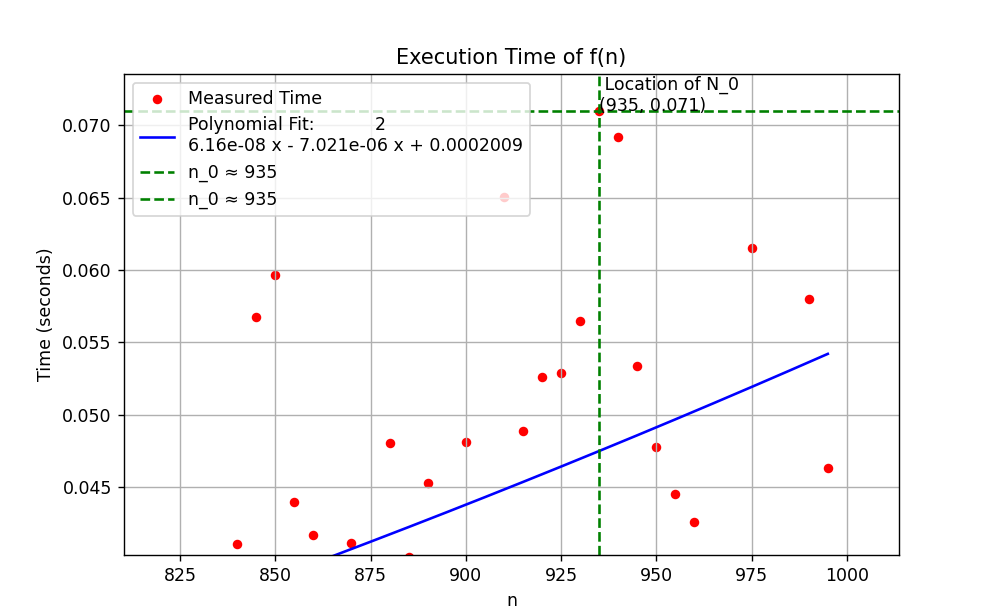 Execution Time of f(n)
Location of N_0
(935, 0.071)
Measured Time
Polynomial Fit: 2
6.16e-08 x - 7.021e-06 x + 0.0002009
n_0 ≈ 935
n_0 ≈ 935
Time (seconds)
0.070
0.065
0.060
0.055
0.050
0.045
825 850 875 900 925 950 975 1000
n